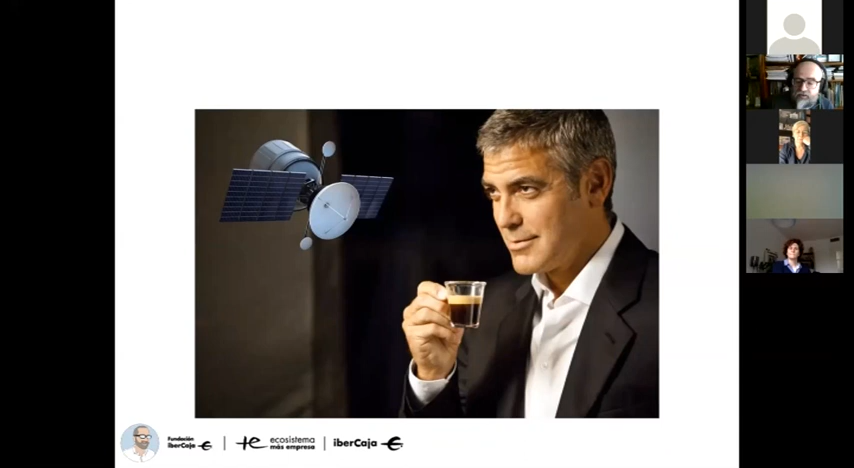 Fundación
iberCaja
+e
ecosistema
más empresa
iberCaja